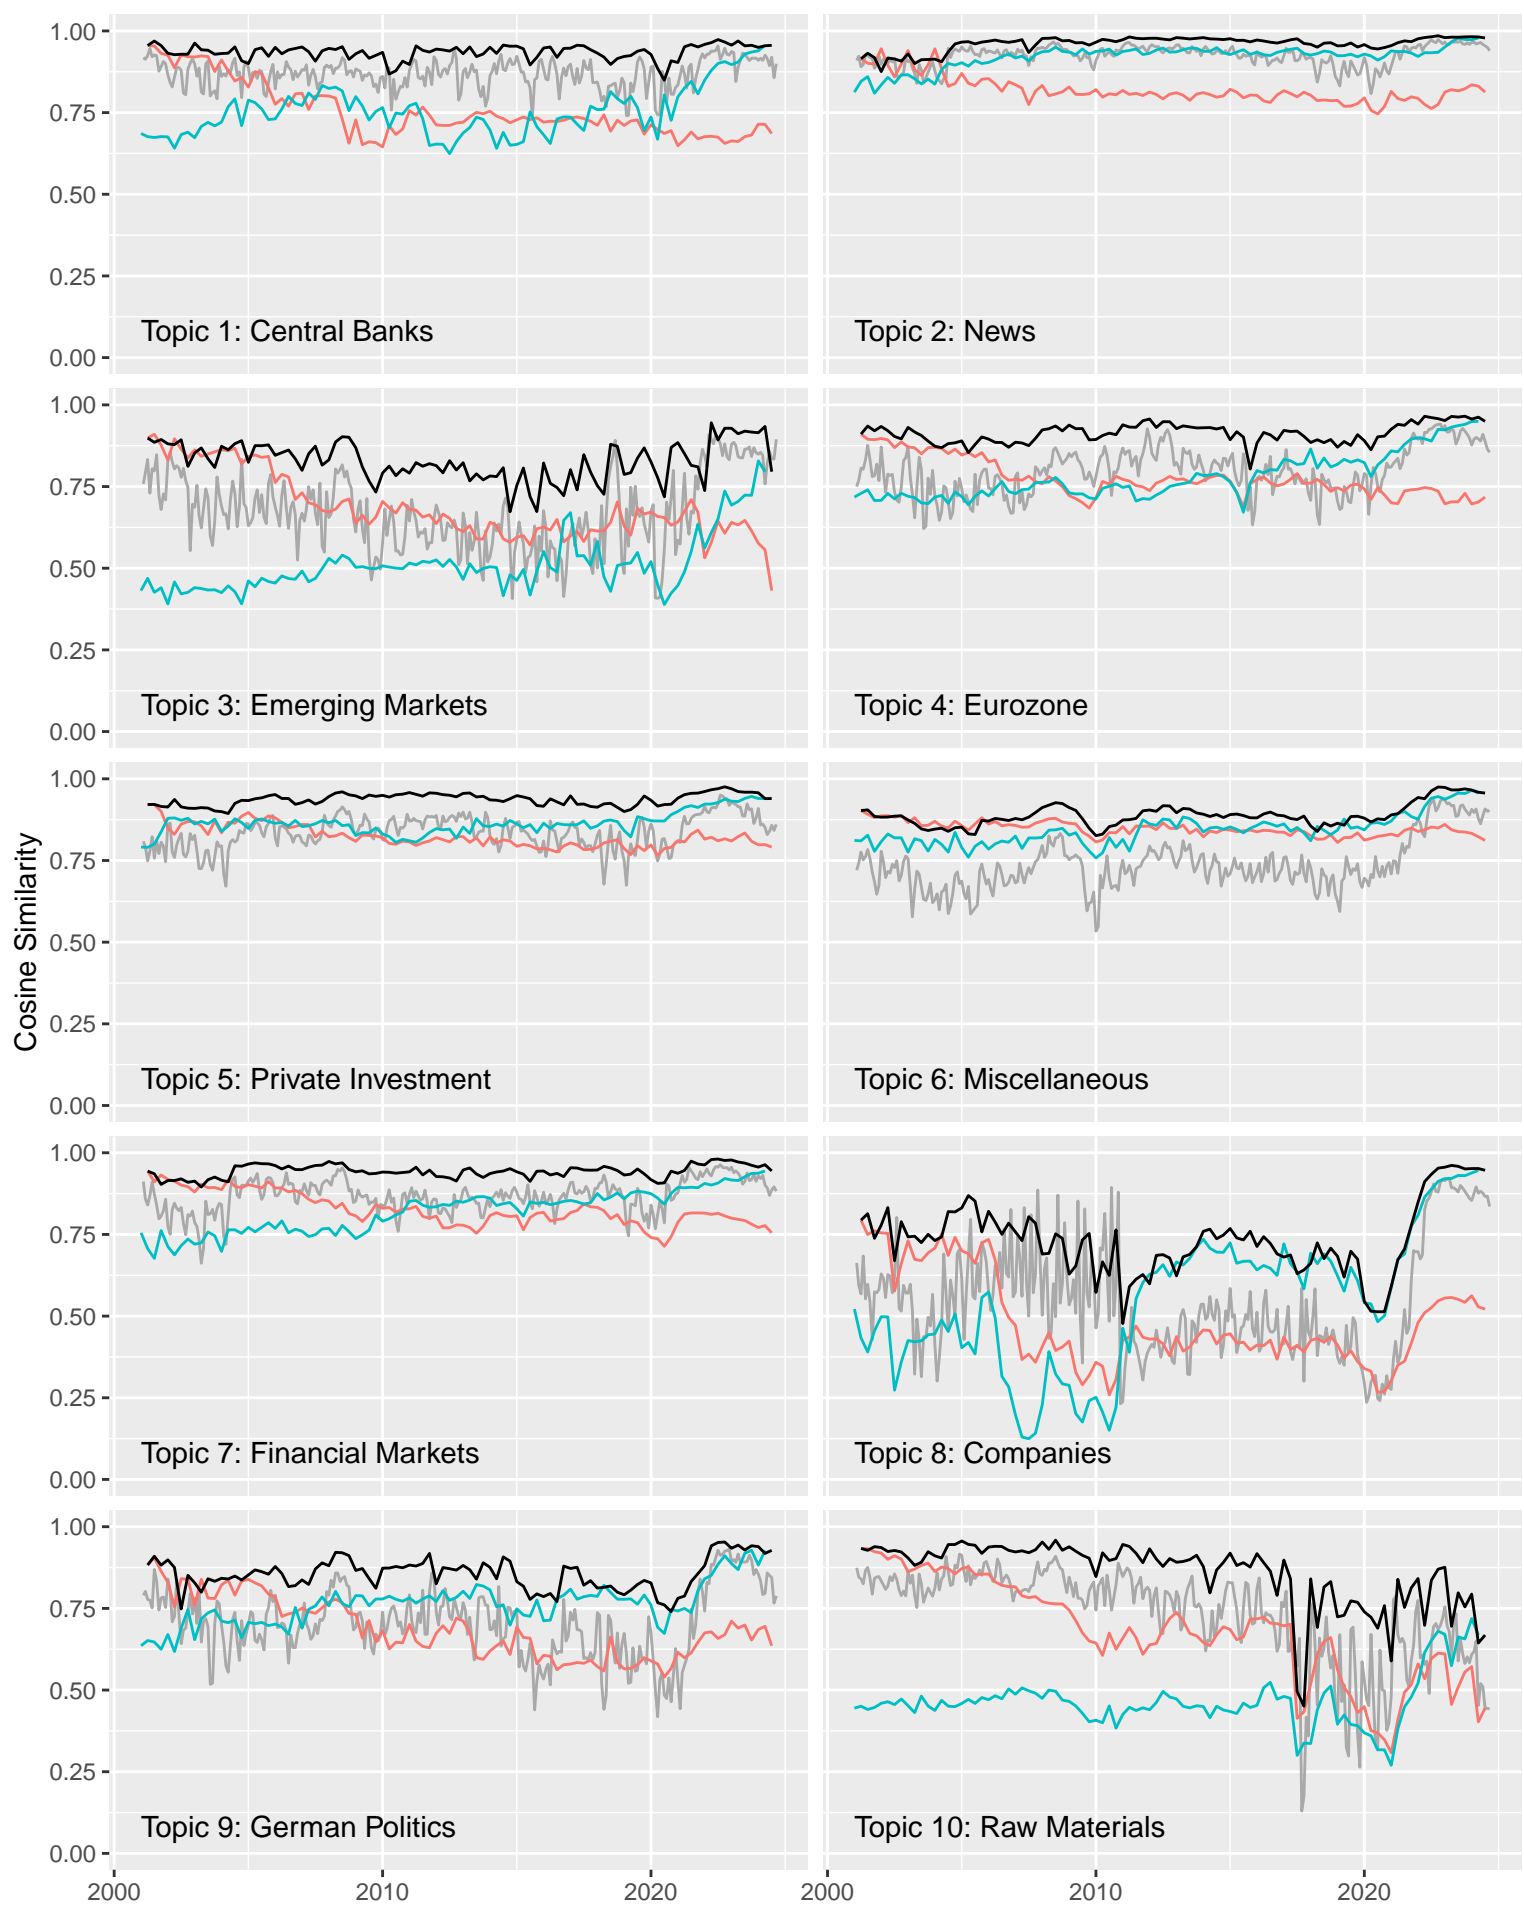 1.00
0.75
0.50
0.25
0.00
Topic 1: Central Banks
Topic 2: News
1.00
0.75
0.50
0.25
0.00
Topic 3: Emerging Markets
Topic 4: Eurozone
1.00
0.75
0.50
0.25
0.00
Topic 5: Private Investment
Topic 6: Miscellaneous
Cosine Similarity
1.00
0.75
0.50
0.25
0.00
Topic 7: Financial Markets
Topic 8: Companies
1.00
0.75
0.50
0.25
0.00
Topic 9: German Politics
Topic 10: Raw Materials
2000 2010 2020 2000 2010 2020